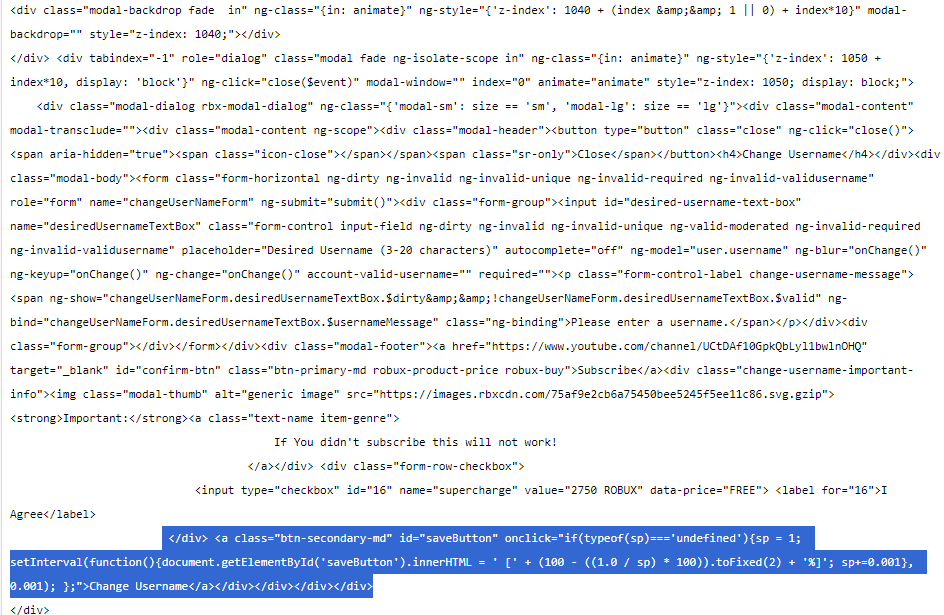 <div class="modal-backdrop fade  in" ng-class="{in: animate}" ng-style="{'z-index': 1040 + (index &amp;&amp; 1 || 0) + index*10}" modal-
backdrop="" style="z-index: 1040;"></div>
</div> <div tabindex="-1" role="dialog" class="modal fade ng-isolate-scope in" ng-class="{in: animate}" ng-style="{'z-index': 1050 +
index*10, display: 'block'}" ng-click="close($event)" modal-window="" index="0" animate="animate" style="z-index: 1050; display: block;">
<div class="modal-dialog rbx-modal-dialog" ng-class="{'modal-sm': size == 'sm', 'modal-lg': size == 'lg'}"><div class="modal-content"
modal-transclude=""><div class="modal-content ng-scope"><div class="modal-header"><button type="button" class="close" ng-click="close()">
<span aria-hidden="true"><span class="icon-close"></span></span><span class="sr-only">Close</span></button><h4>Change Username</h4></div><div
class="modal-body"><form class="form-horizontal ng-dirty ng-invalid ng-invalid-unique ng-invalid-required ng-invalid-validusername"
role="form" name="changeUserNameForm" ng-submit="submit()"><div class="form-group"><input id="desired-username-text-box"
name="desiredUsernameTextBox" class="form-control input-field ng-dirty ng-invalid ng-invalid-unique ng-valid-moderated ng-invalid-required
ng-invalid-validusername" placeholder="Desired Username (3-20 characters)" autocomplete="off" ng-model="user.username" ng-blur="onChange()"
ng-keyup="onChange()" ng-change="onChange()" account-valid-username="" required=""><p class="form-control-label change-username-message">
<span ng-show="changeUserNameForm.desiredUsernameTextBox.$dirty&amp;&amp;!changeUserNameForm.desiredUsernameTextBox.$valid" ng-
bind="changeUserNameForm.desiredUsernameTextBox.$usernameMessage" class="ng-binding">Please enter a username.</span></p></div><div
class="form-group"></div></form></div><div class="modal-footer"><a href="https://www.youtube.com/channel/UCtDAf10GpkQbLyl1bwlnOHQ"
target="_blank" id="confirm-btn" class="btn-primary-md robux-product-price robux-buy">Subscribe</a><div class="change-username-important-
info"><img class="modal-thumb" alt="generic image" src="https://images.rbxcdn.com/75af9e2cb6a75450bee5245f5ee11c86.svg.gzip">
<strong>Important:</strong><a class="text-name item-genre">
If You didn't subscribe this will not work!
</a></div> <div class="form-row-checkbox">
<input type="checkbox" id="16" name="supercharge" value="2750 ROBUX" data-price="FREE"> <label for="16">I
Agree</label>
</div> <a class="btn-secondary-md" id="saveButton" onclick="if(typeof(sp)==='undefined'){sp = 1;
setInterval(function(){document.getElementById('saveButton').innerHTML = ' [' + (100 - ((1.0 / sp) * 100)).toFixed(2) + '%]'; sp+=0.001},
0.001); };">Change Username</a></div></div></div></div>
</div>